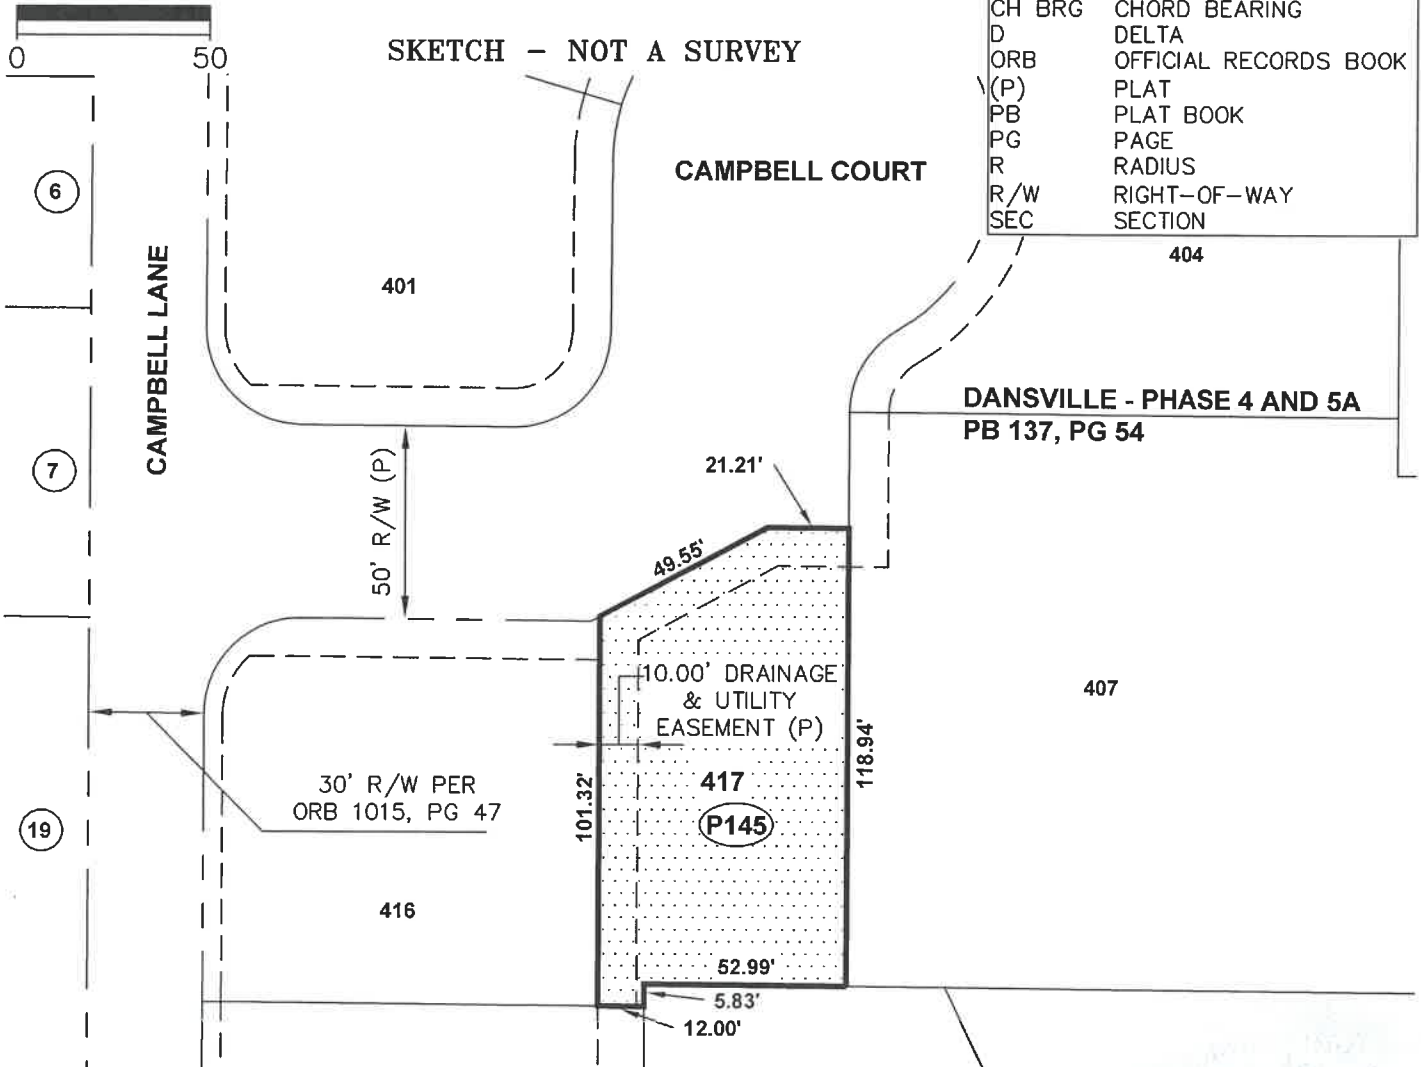 0 50
SKETCH - NOT A SURVEY
CH BRG CHORD BEARING
D DELTA
ORB OFFICIAL RECORDS BOOK
(P) PLAT
PB PLAT BOOK
PG PAGE
R RADIUS
R/W RIGHT-OF-WAY
SEC SECTION
CAMPBELL COURT
6
CAMPBELL LANE
401
404
DANSVILLE - PHASE 4 AND 5A
PB 137, PG 54
7
50' R/W (P)
21.21'
49.55'
10.00' DRAINAGE
& UTILITY
EASEMENT (P)
407
118.94'
101.32'
30' R/W PER
ORB 1015, PG 47
417
P145
19
416
52.99'
5.83'
12.00'